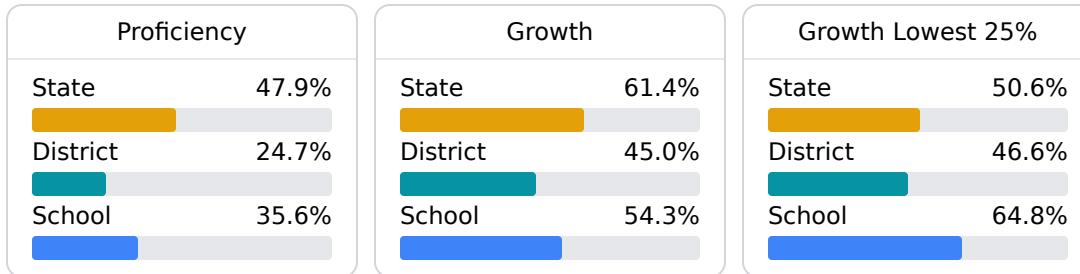 Proficiency
State 47.9%
District 24.7%
School 35.6%
Growth
State 61.4%
District 45.0%
School 54.3%
Growth Lowest 25%
State 50.6%
District 46.6%
School 64.8%